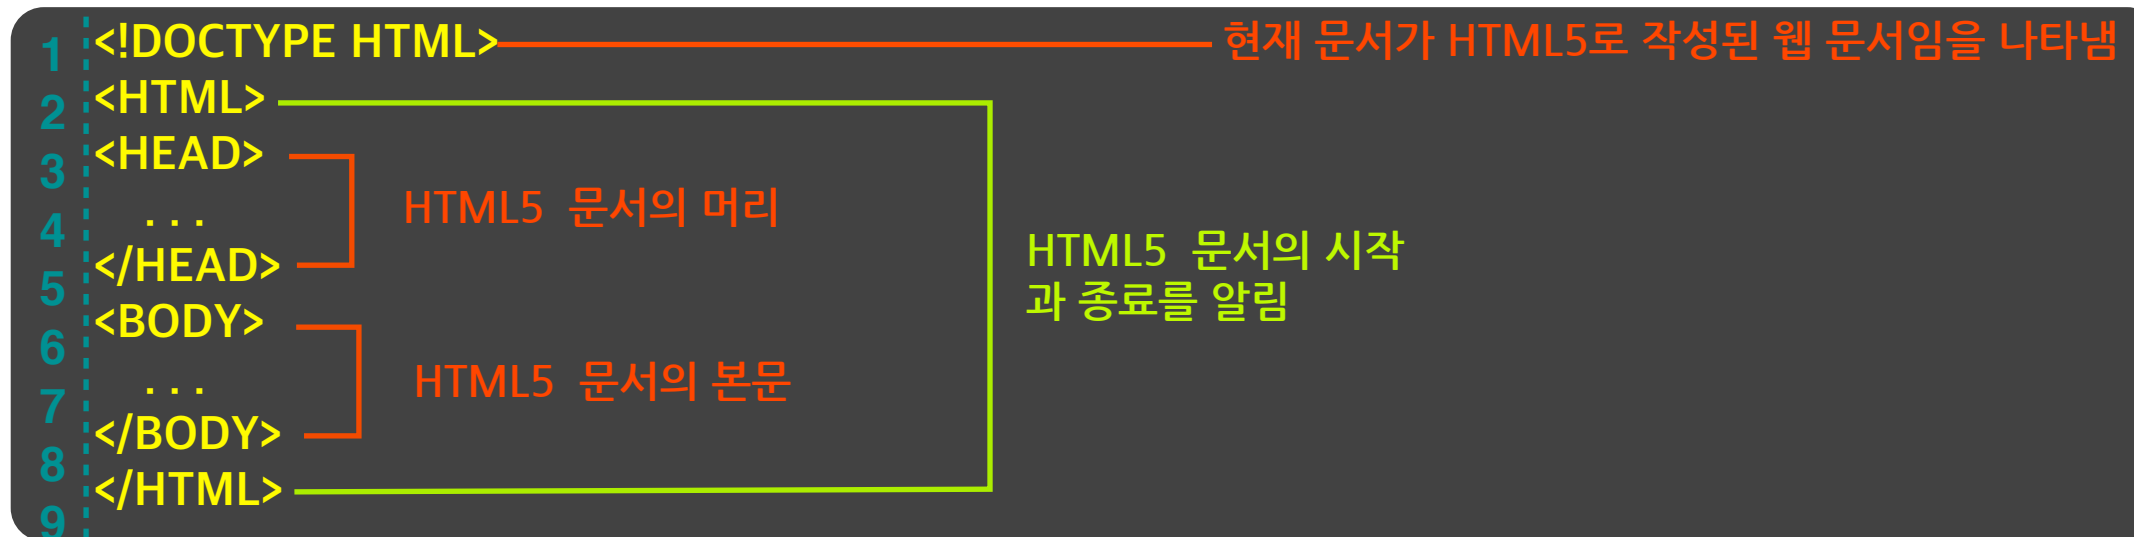 1 <!DOCTYPE HTML> 현재 문서가 HTML5로 작성된 웹 문서임을 나타냄
2 <HTML>
3 <HEAD>
HTML5 문서의 머리
4 . . .
HTML5 문서의 시작
5 </HEAD>
과 종료를 알림
6 <BODY>
HTML5 문서의 본문
7 . . .
8 </BODY>
9 </HTML>